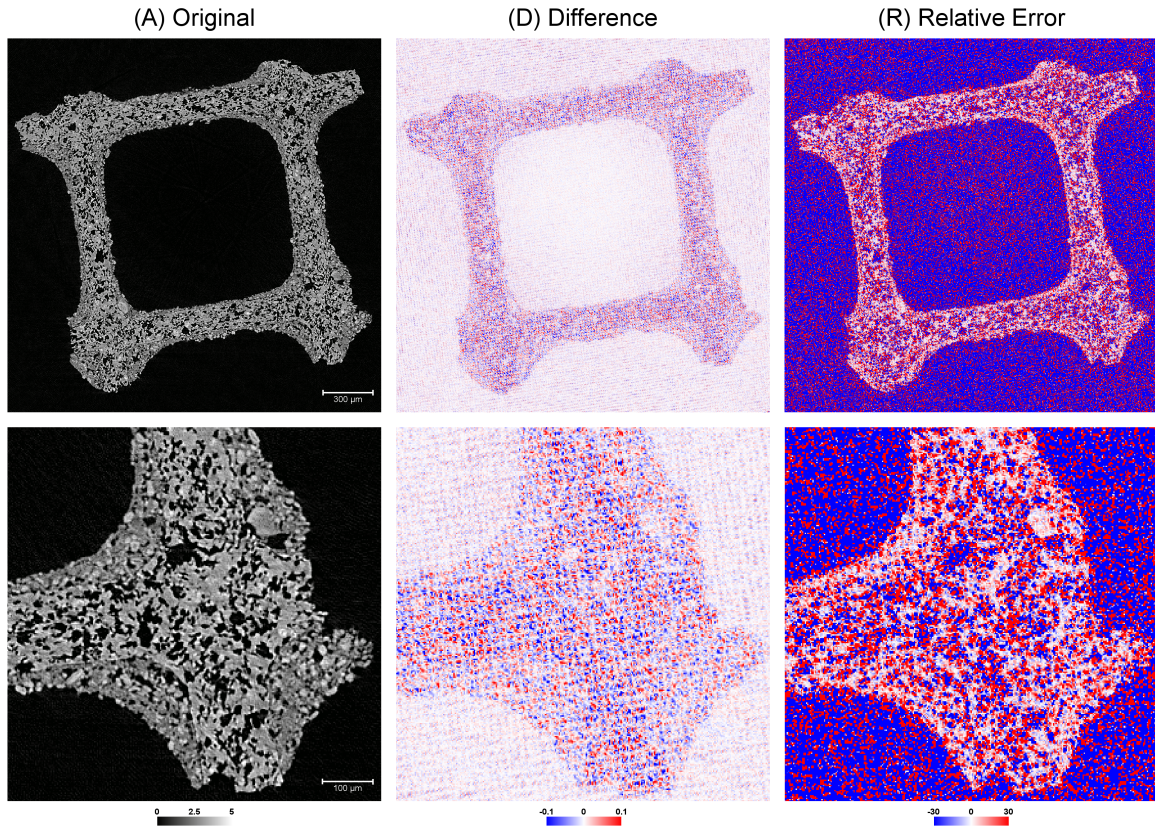 (A) Original
(D) Difference
(R) Relative Error
300 µm
100 µm
0 2.5 5
-0.1 0 0.1
-30 0 30